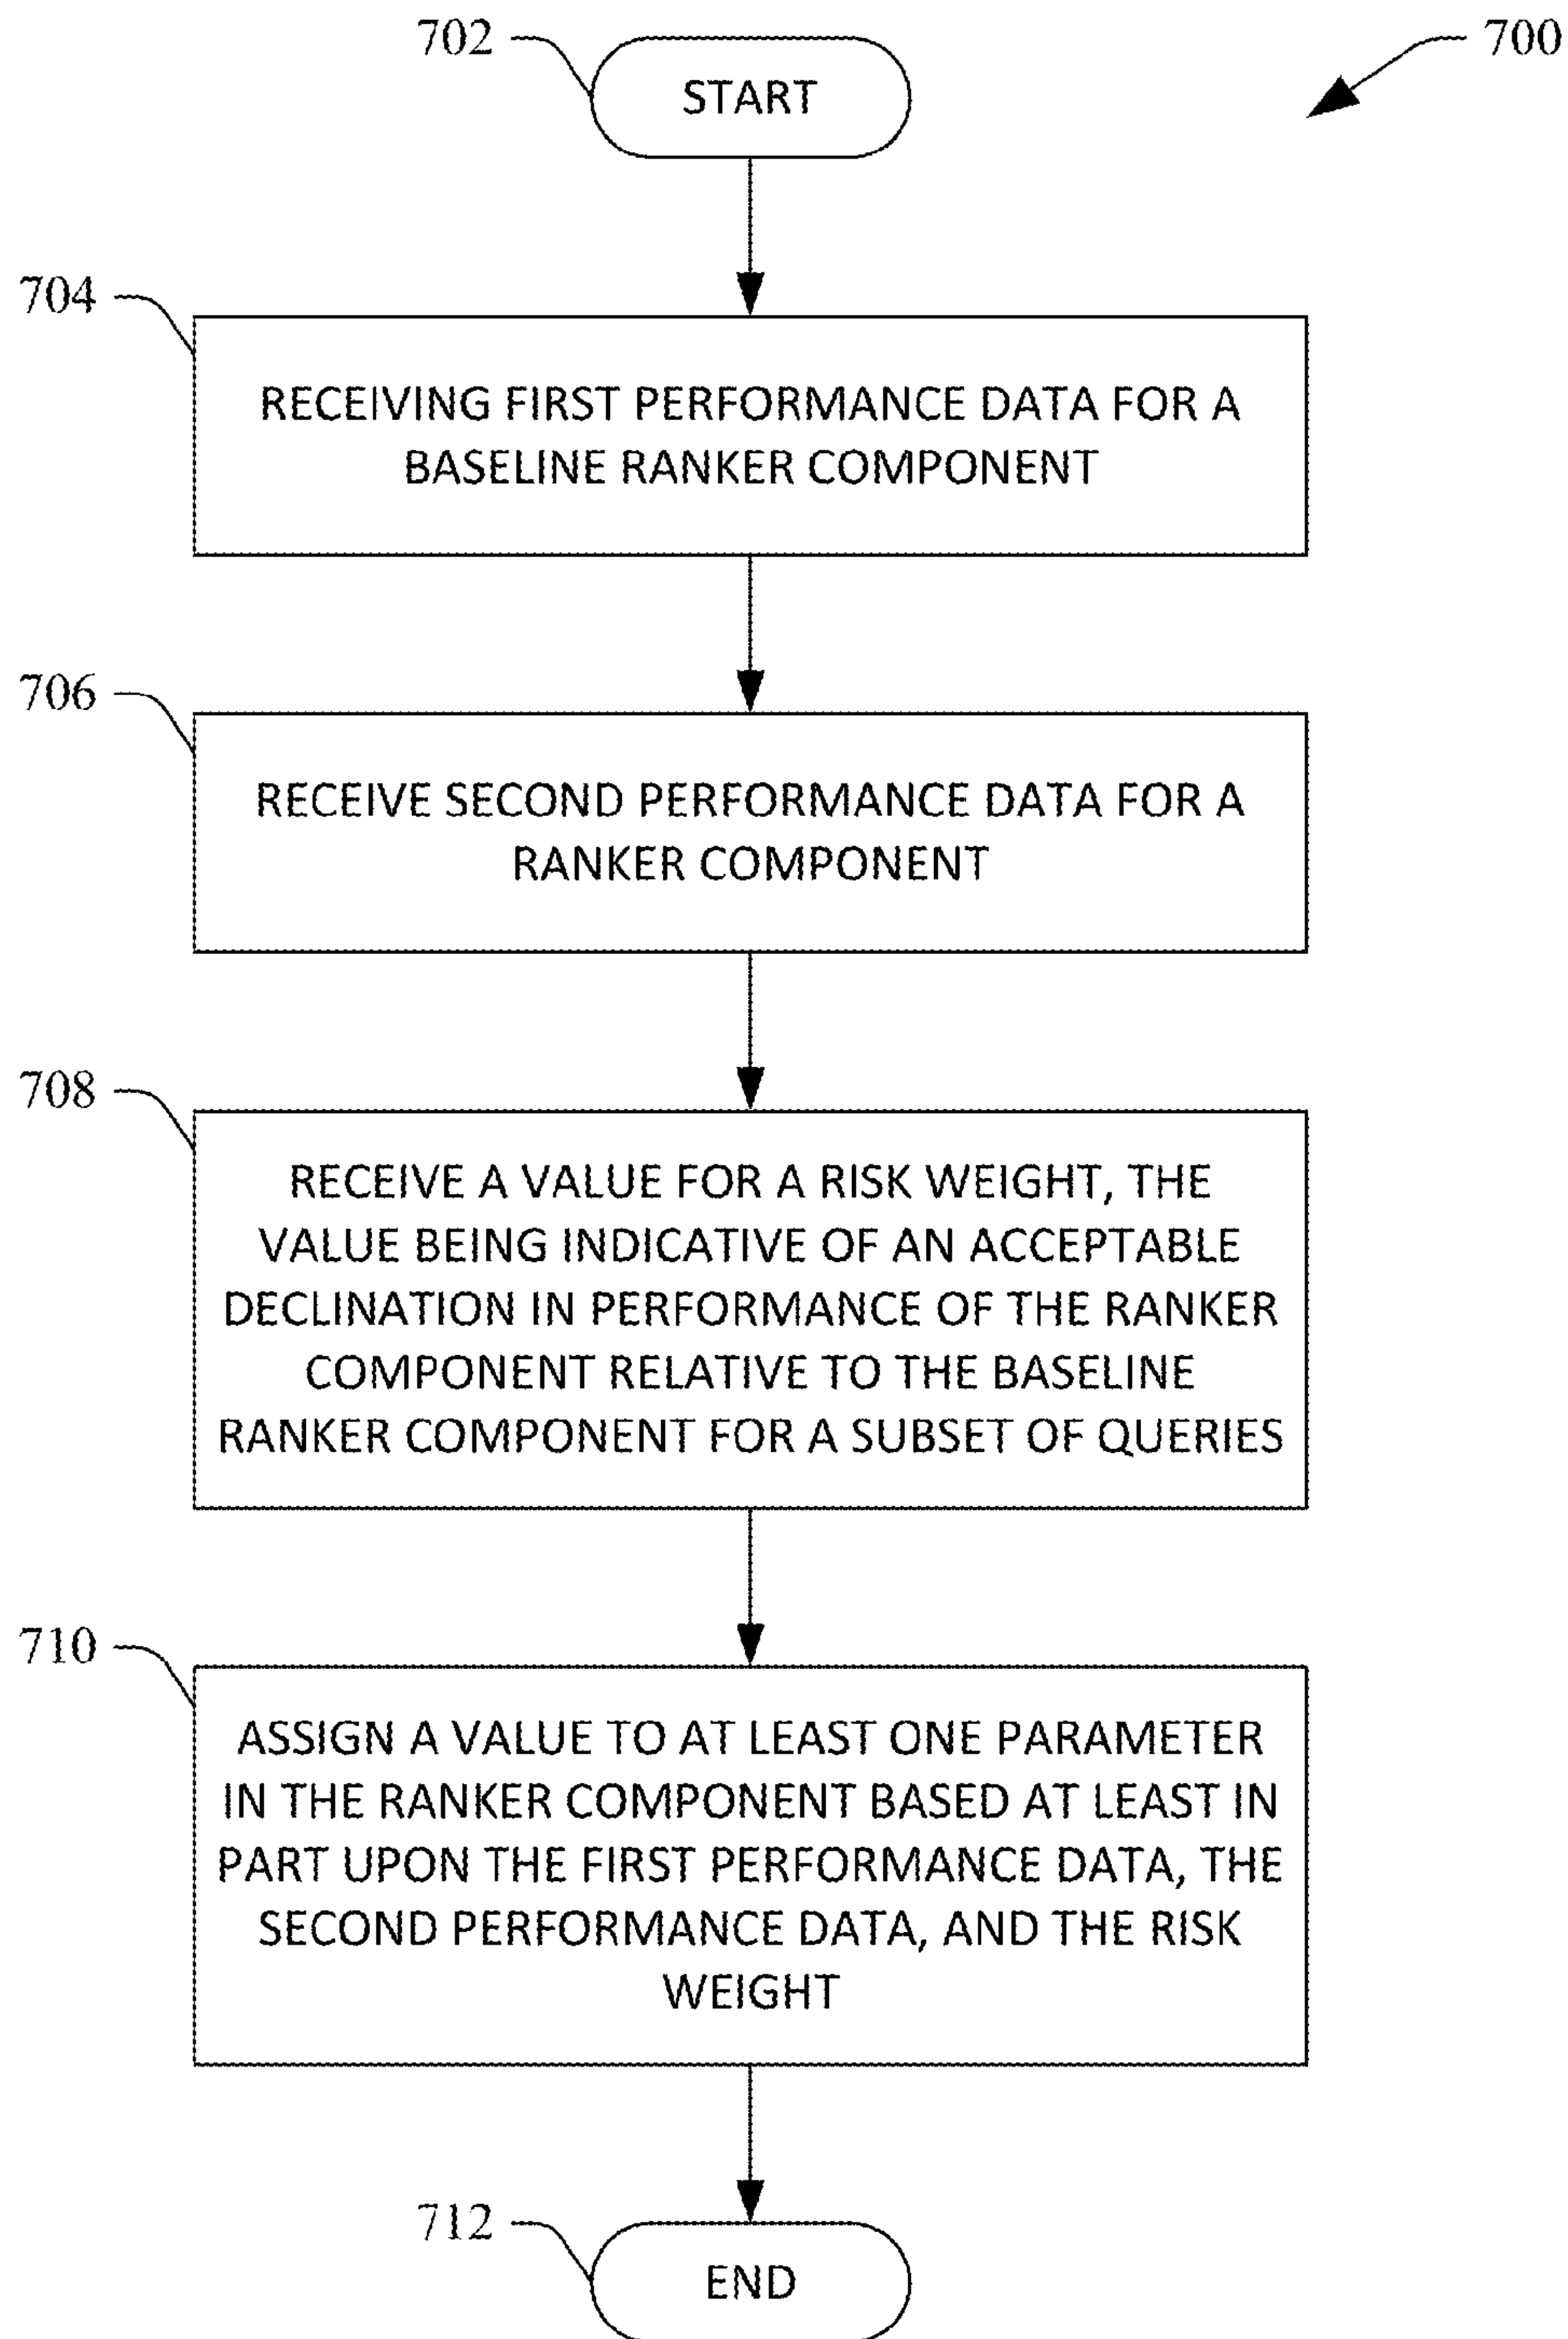 702
START
700
704
RECEIVING FIRST PERFORMANCE DATA FOR A
BASELINE RANKER COMPONENT
706
RECEIVE SECOND PERFORMANCE DATA FOR A
RANKER COMPONENT
708
RECEIVE A VALUE FOR A RISK WEIGHT, THE
VALUE BEING INDICATIVE OF AN ACCEPTABLE
DECLINATION IN PERFORMANCE OF THE RANKER
COMPONENT RELATIVE TO THE BASELINE
RANKER COMPONENT FOR A SUBSET OF QUERIES
710
ASSIGN A VALUE TO AT LEAST ONE PARAMETER
IN THE RANKER COMPONENT BASED AT LEAST IN
PART UPON THE FIRST PERFORMANCE DATA, THE
SECOND PERFORMANCE DATA, AND THE RISK
WEIGHT
712
END